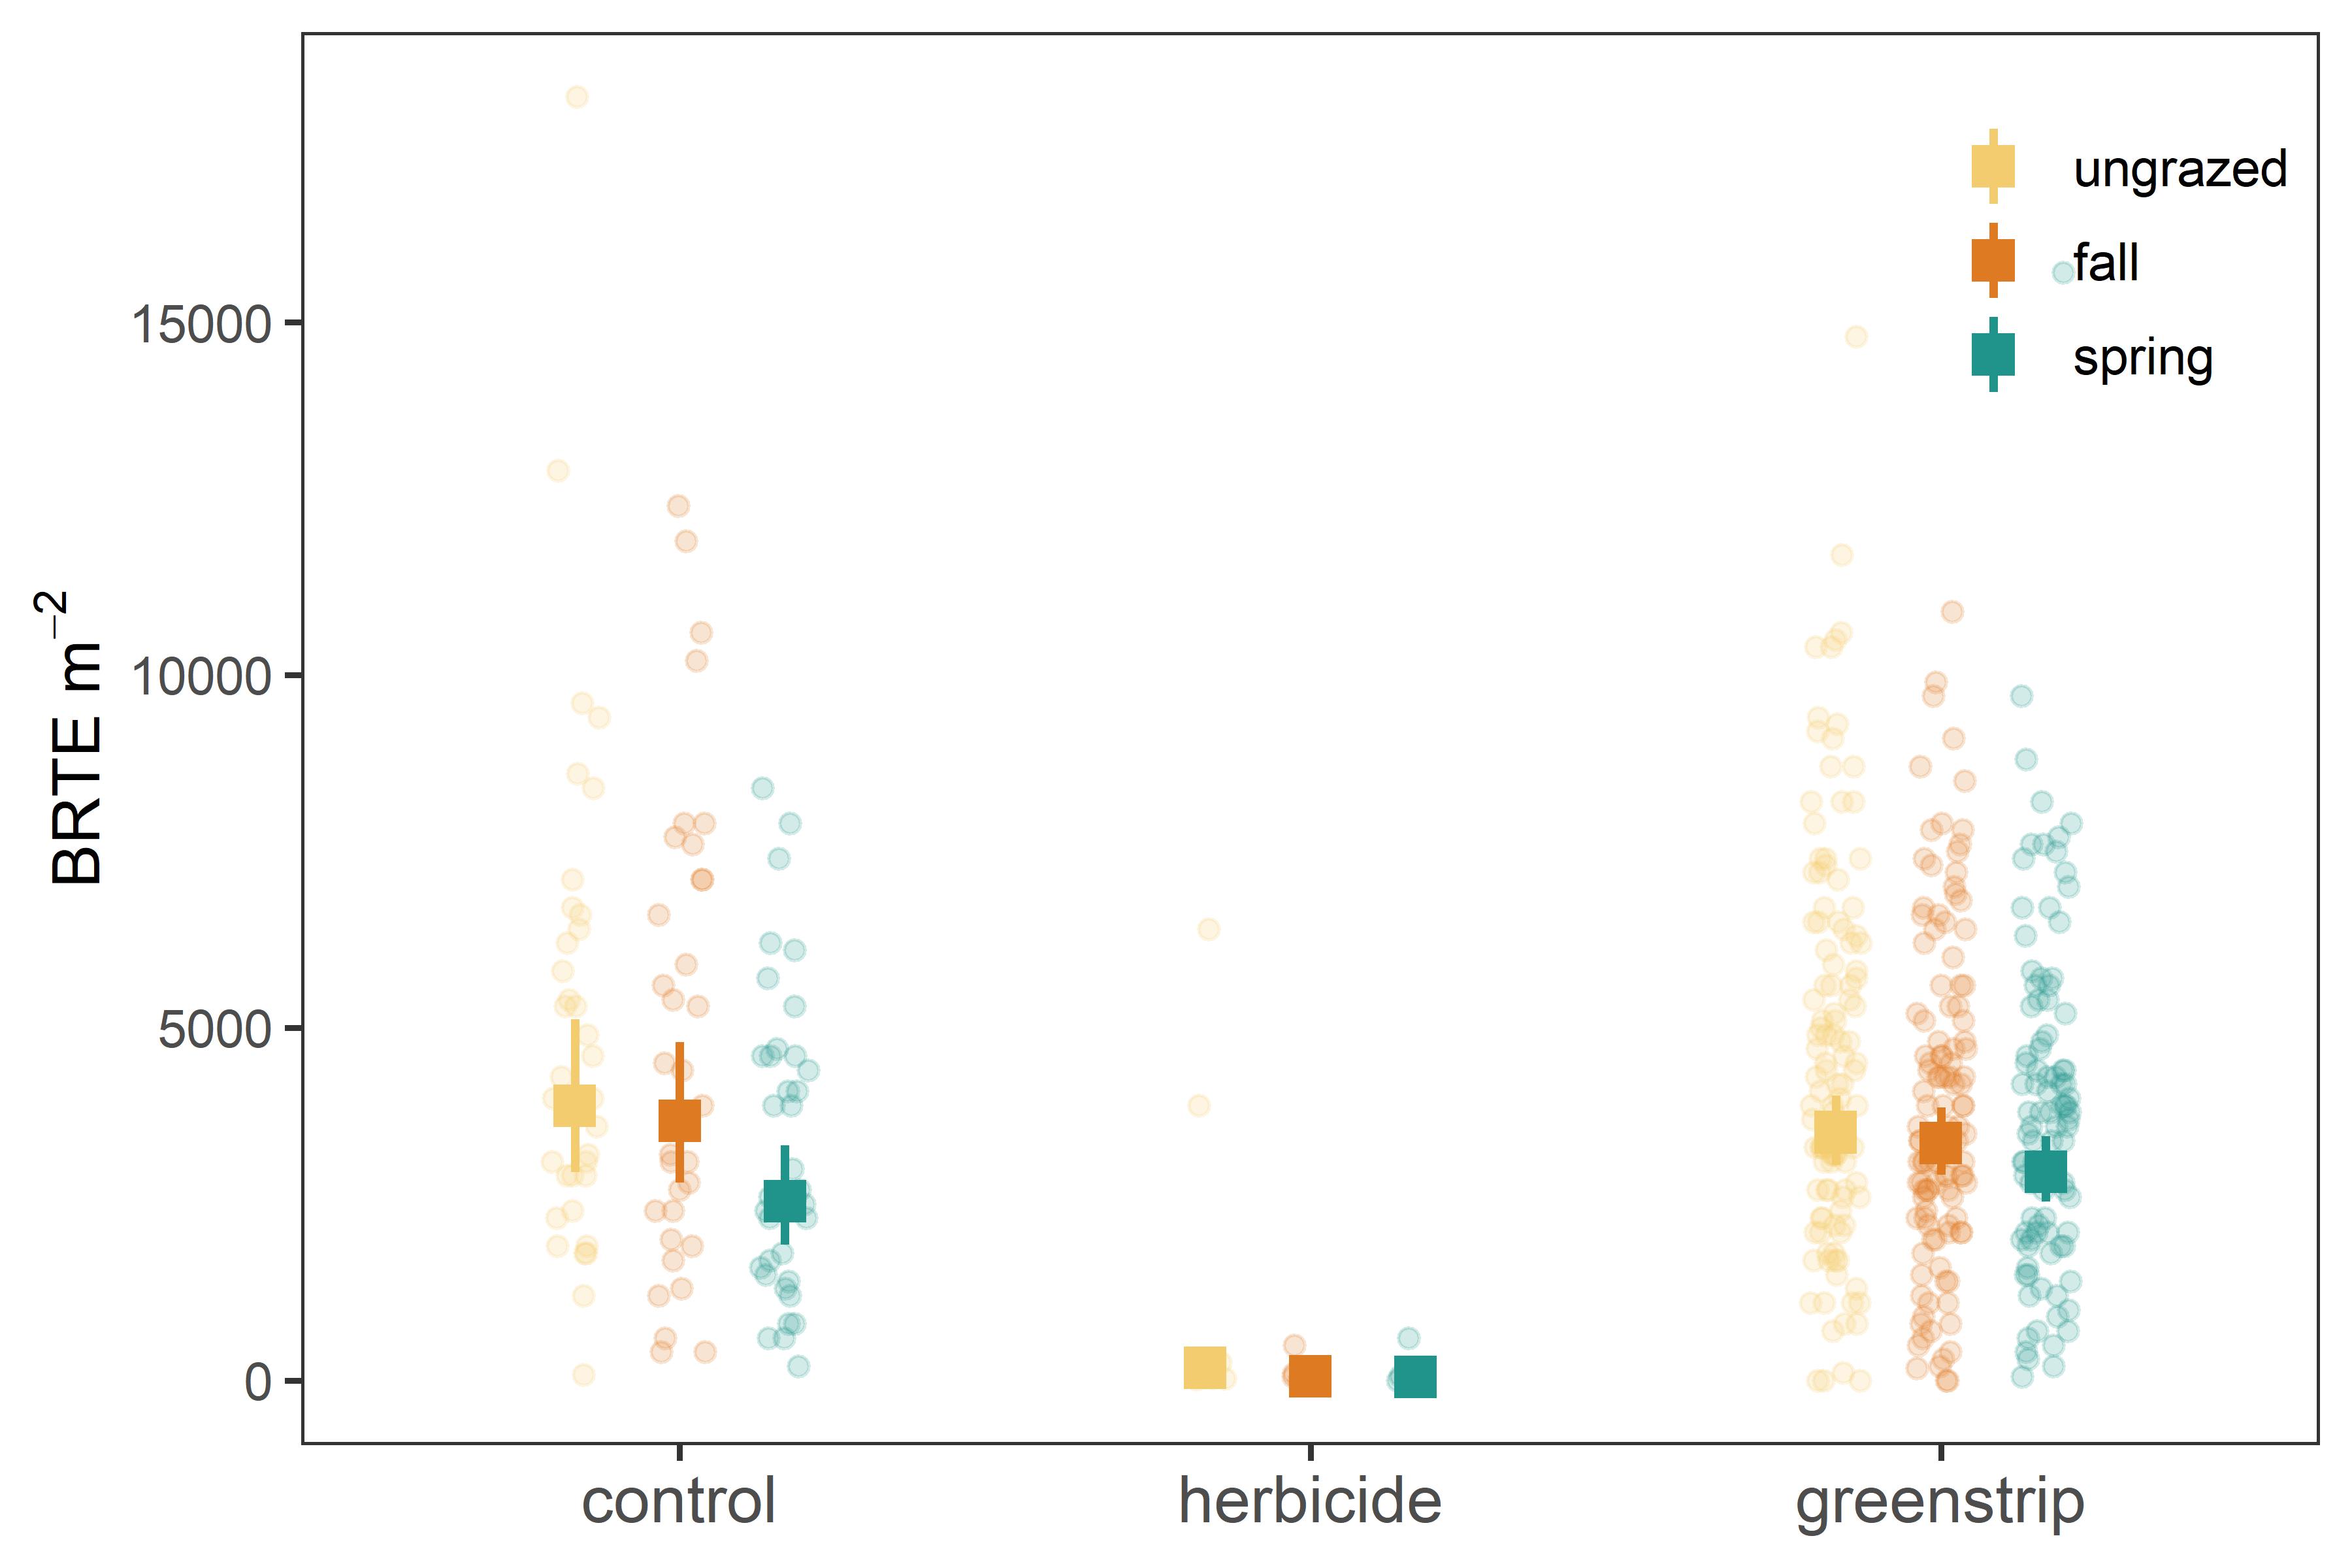 ungrazed
fall
spring
BRTE m⁻²
15000
10000
5000
0
control herbicide greenstrip